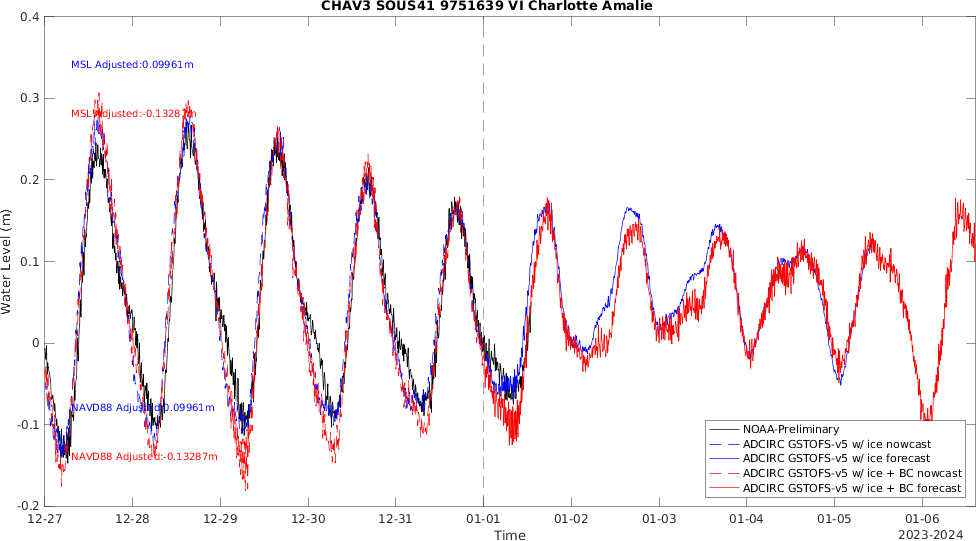 CHAV3 SOUS41 9751639 VI Charlotte Amalie
0.4
0.3
0.2
0.1
0
-0.1
-0.2
Water Level (m)
MSL Adjusted:0.09961m
MSL Adjusted:-0.13287m
NAVD88 Adjusted:0.09961m
NAVD88 Adjusted:-0.13287m
NOAA-Preliminary
ADCIRC GSTOFS-v5 w/ ice nowcast
ADCIRC GSTOFS-v5 w/ ice forecast
ADCIRC GSTOFS-v5 w/ ice + BC nowcast
ADCIRC GSTOFS-v5 w/ ice + BC forecast
12-27 12-28 12-29 12-30 12-31 01-01 01-02 01-03 01-04 01-05 01-06
Time
2023-2024